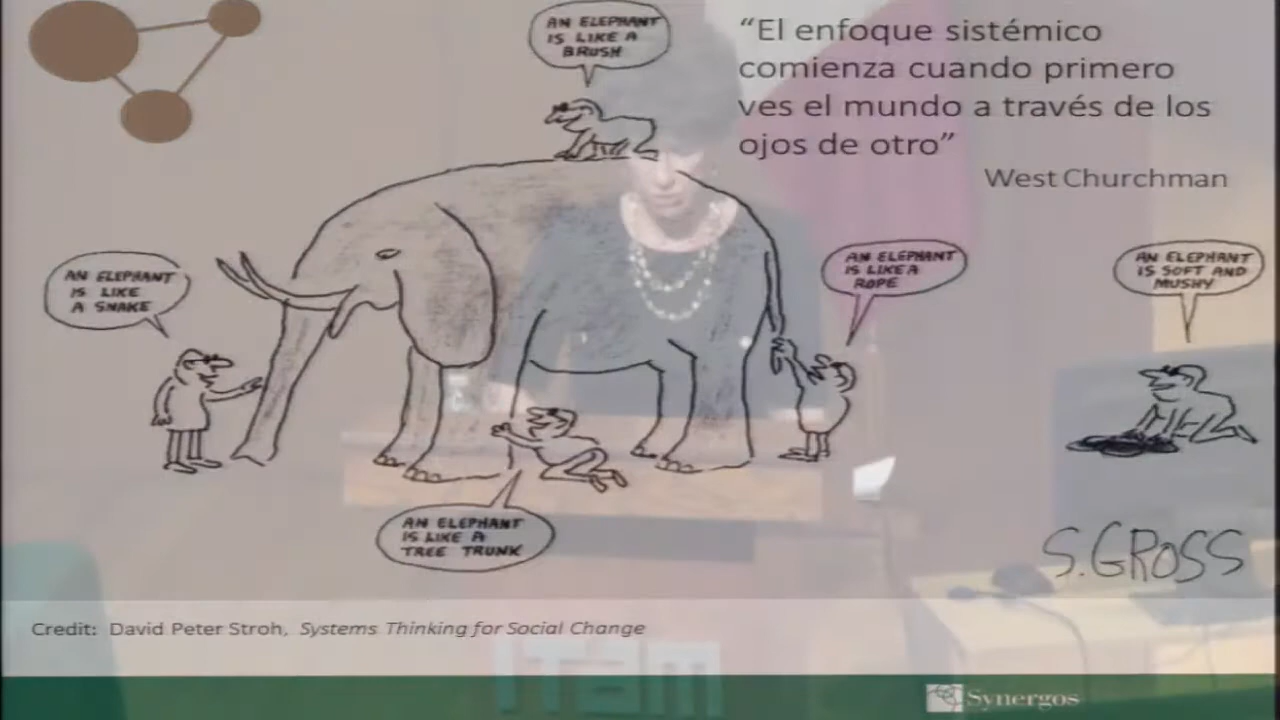 AN ELEPHANT
IS LIKE A
BRUSH
“El enfoque sistémico
comienza cuando primero
ves el mundo a través de los
ojos de otro”
West Churchman
AN ELEPHANT
IS LIKE
A SNAKE
AN ELEPHANT
IS LIKE A
ROPE
AN ELEPHANT
IS SOFT AND
MUSHY
AN ELEPHANT
IS LIKE A
TREE TRUNK
S.GROSS
Credit: David Peter Stroh, Systems Thinking for Social Change
ITAM
Synergos